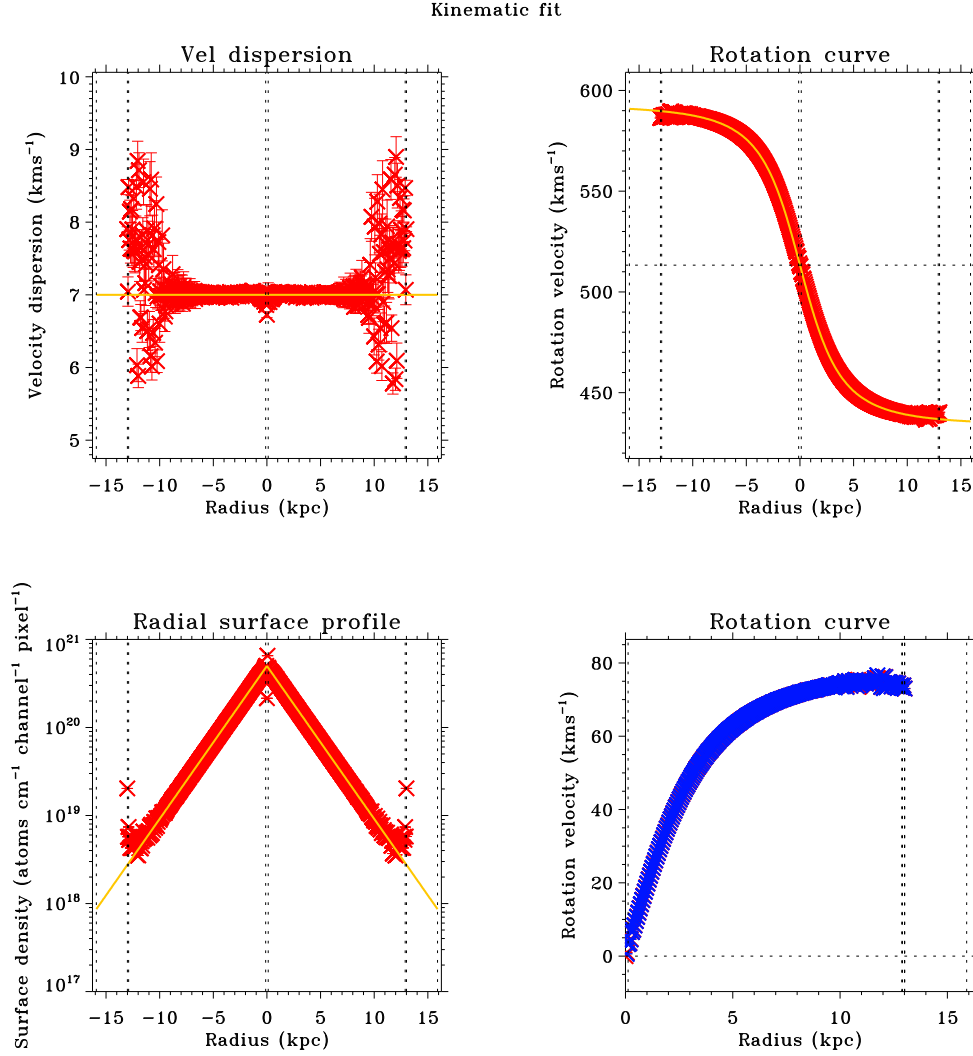 Kinematic fit
Vel dispersion
Velocity dispersion (kms⁻¹)
10
9
8
7
6
5
−15 −10 −5 0 5 10 15
Radius (kpc)
Rotation curve
Rotation velocity (kms⁻¹)
600
550
500
450
−15 −10 −5 0 5 10 15
Radius (kpc)
Radial surface profile
Surface density (atoms cm⁻¹ channel⁻¹ pixel⁻¹)
10²¹
10²⁰
10¹⁹
10¹⁸
10¹⁷
−15 −10 −5 0 5 10 15
Radius (kpc)
Rotation curve
Rotation velocity (kms⁻¹)
80
60
40
20
0
0 5 10 15
Radius (kpc)